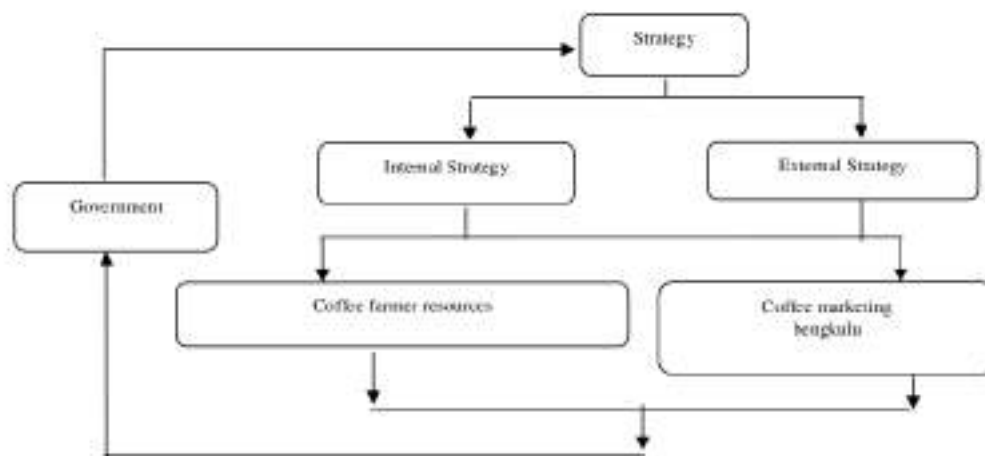 Strategy
Internal Strategy
External Strategy
Government
Coffee farmer resources
Coffee marketing
bengkulu